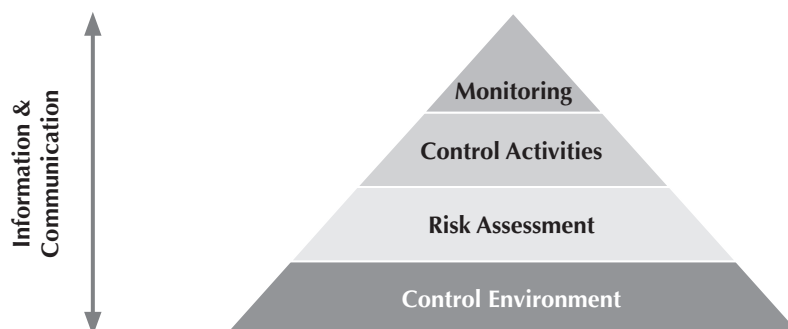 Information &
Communication
Monitoring
Control Activities
Risk Assessment
Control Environment